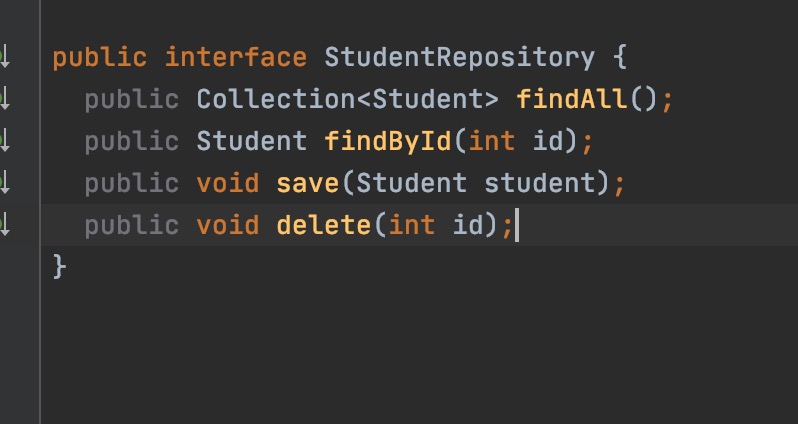 public interface StudentRepository {
public Collection<Student> findAll();
public Student findById(int id);
public void save(Student student);
public void delete(int id);
}